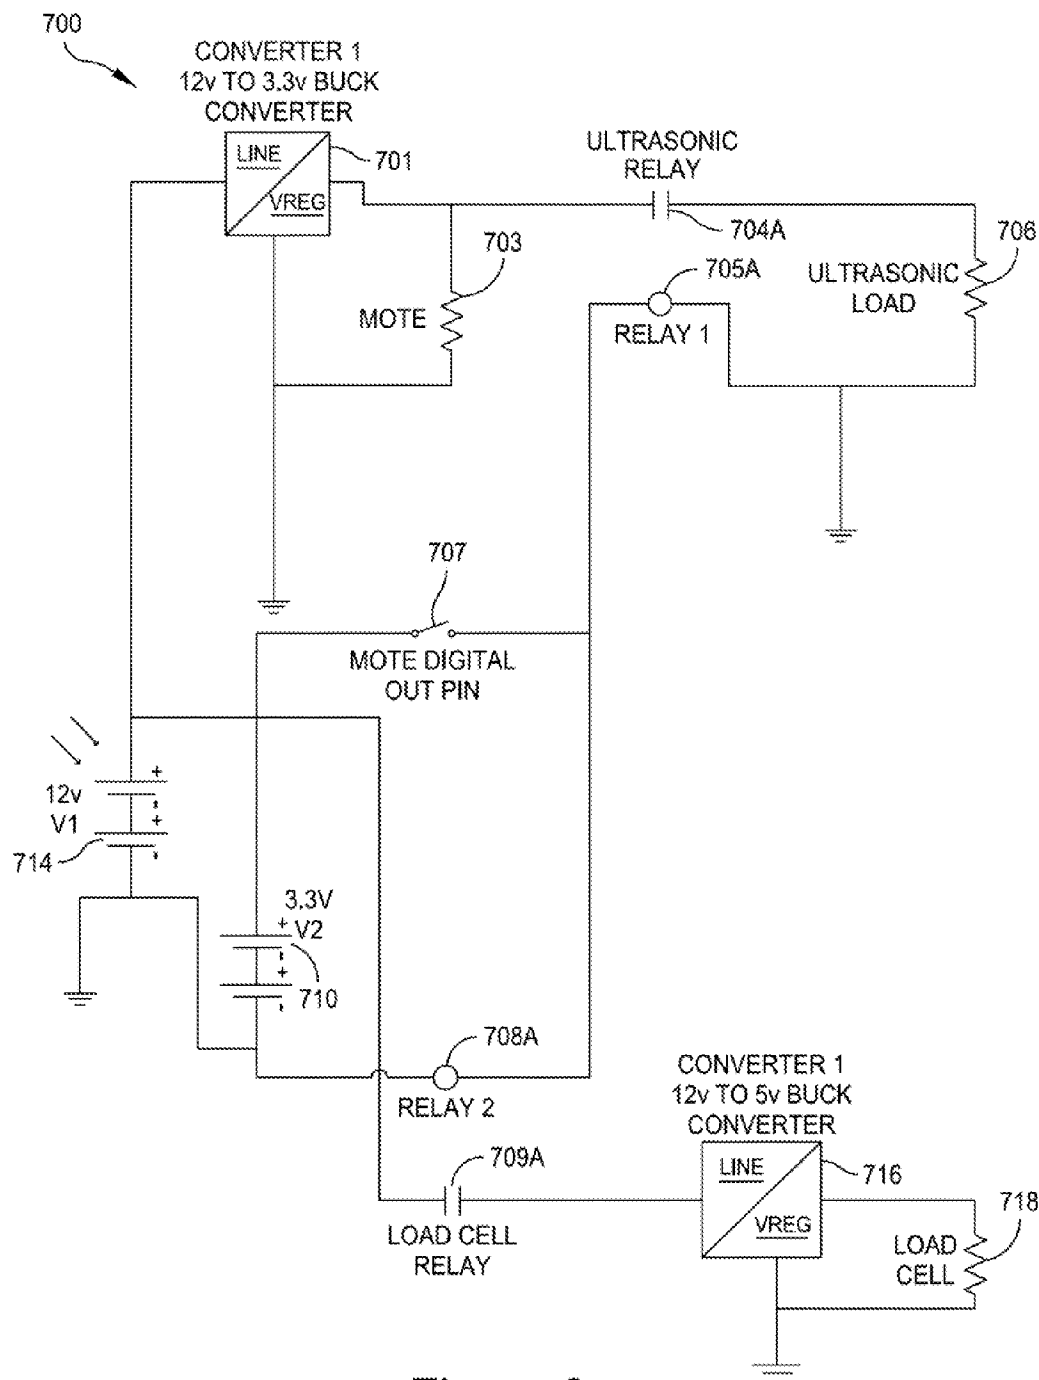 700
CONVERTER 1
12v TO 3.3v BUCK
CONVERTER
LINE
VREG
701
ULTRASONIC
RELAY
704A
703
MOTE
705A
RELAY 1
706
ULTRASONIC
LOAD
707
MOTE DIGITAL
OUT PIN
+
12v
-
V1
+
714
-
3.3V
+ V2
-
+
710
-
708A
RELAY 2
CONVERTER 1
12v TO 5v BUCK
CONVERTER
709A
LINE
VREG
716
718
LOAD CELL
RELAY
LOAD
CELL